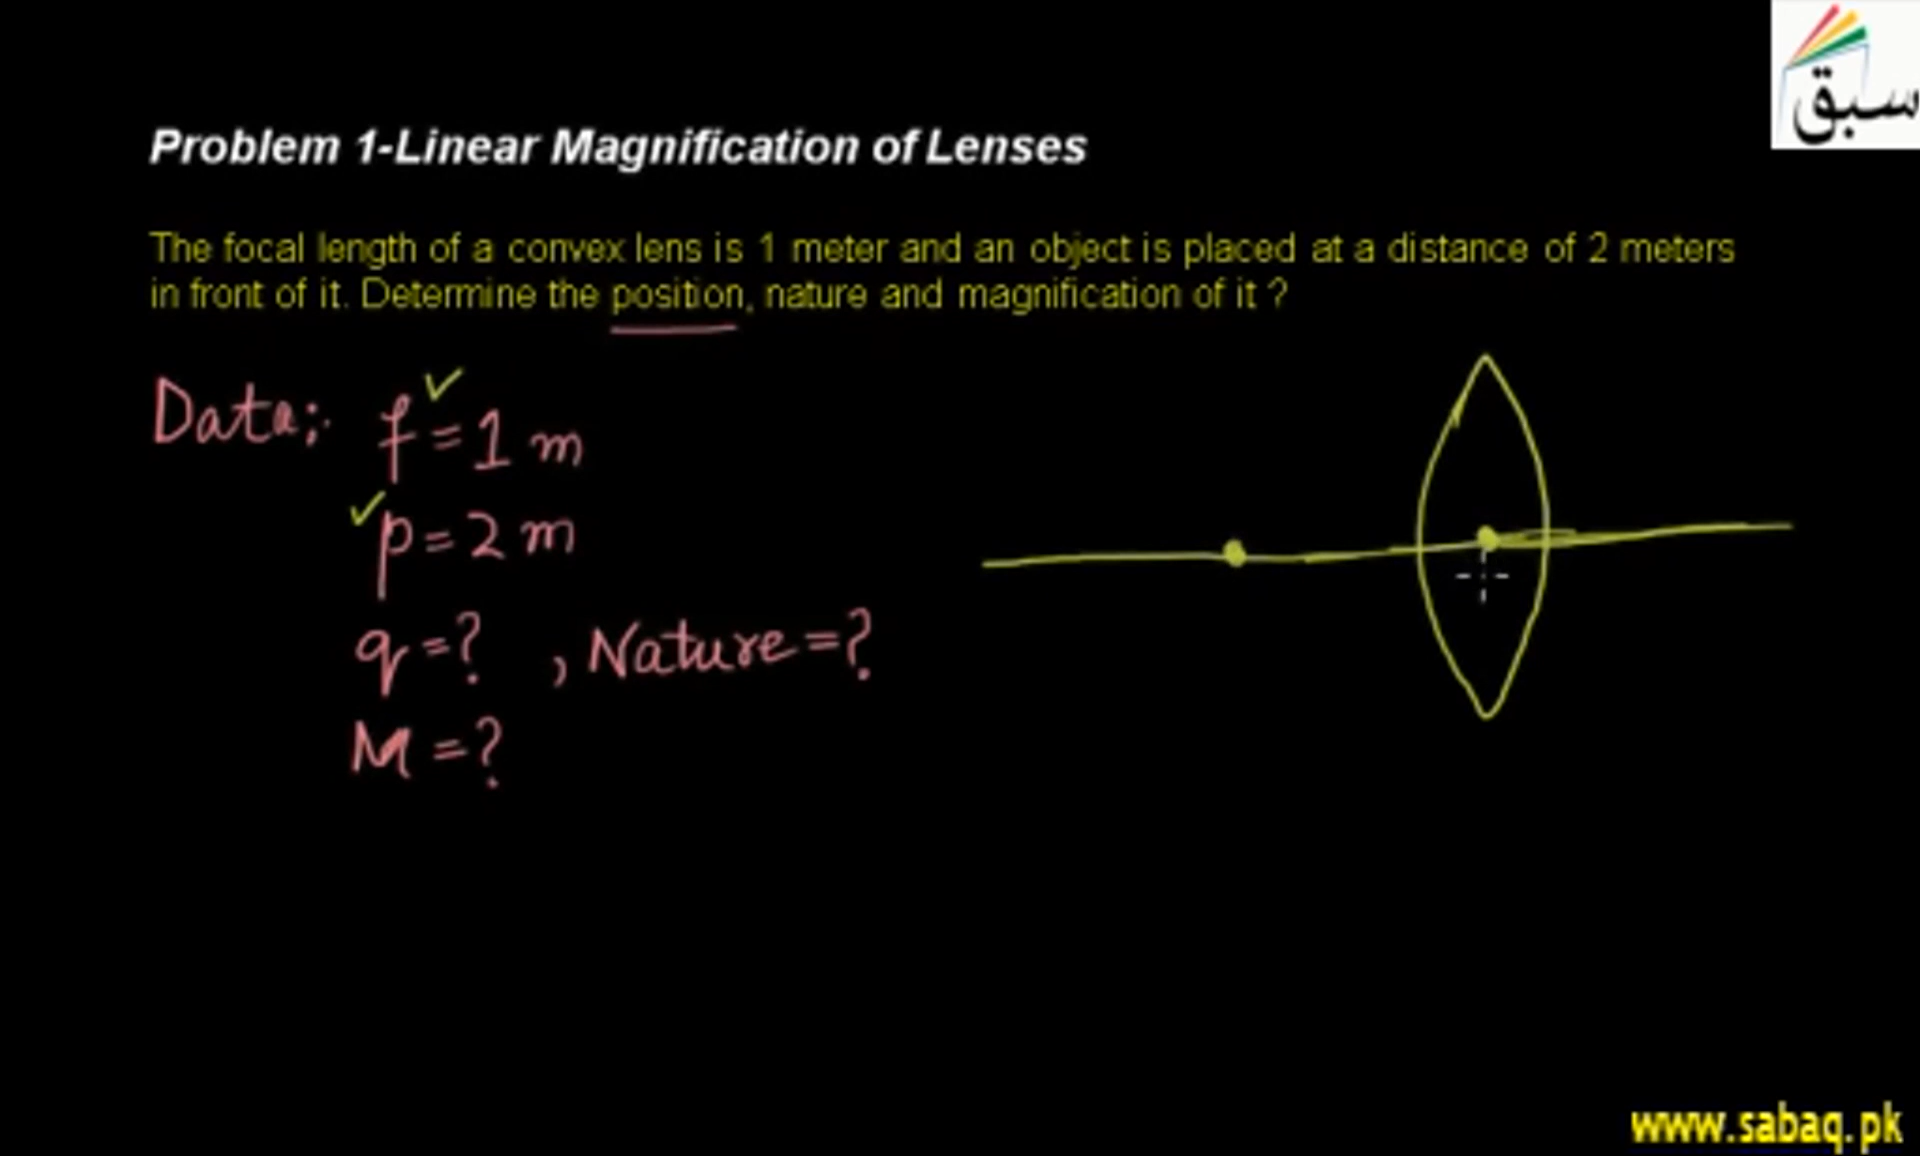 سبق
Problem 1-Linear Magnification of Lenses
The focal length of a convex lens is 1 meter and an object is placed at a distance of 2 meters
in front of it. Determine the position, nature and magnification of it ?
Data;. f = 1 m
p = 2 m
q = ? , Nature = ?
M = ?
www.sabaq.pk